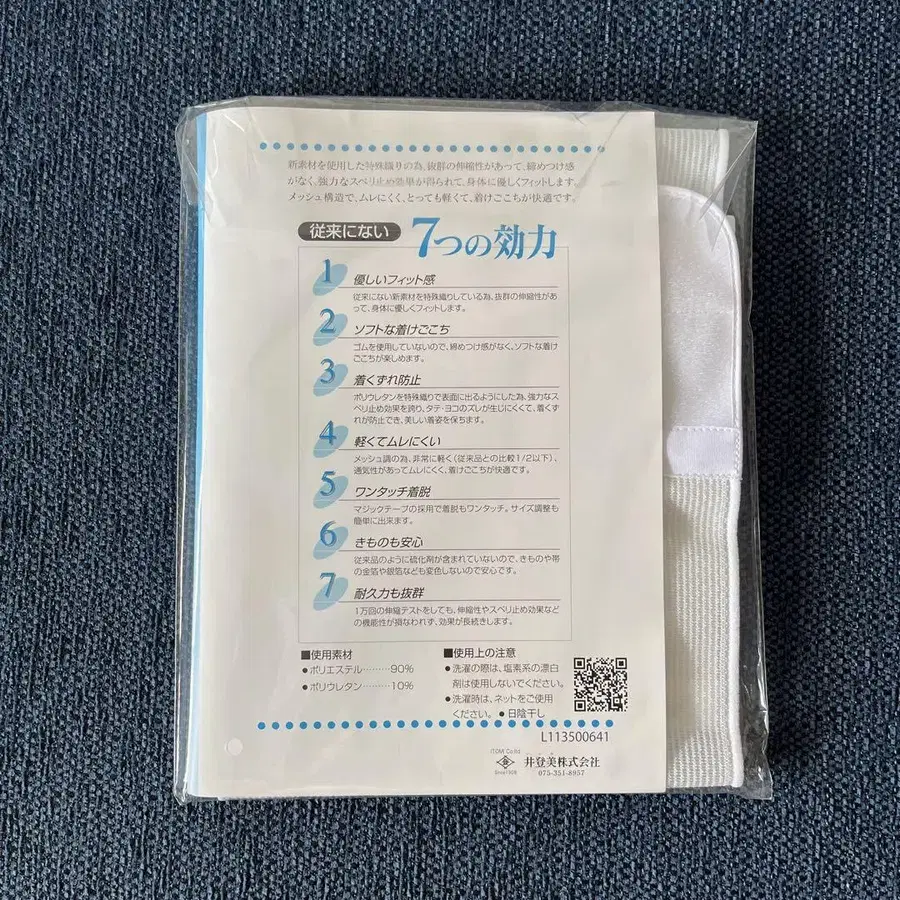 新素材を使用した特殊織りの為、抜群の伸縮性があって、締めつけ感
がなく、強力なスベリ止め効果が得られて、身体に優しくフィットします。
メッシュ構造で、ムレにくく、とっても軽くて、着けごこちが快適です。
従来にない 7つの効力
1 優しいフィット感
従来にない新素材を特殊織りしている為、抜群の伸縮性があ
って、身体に優しくフィットします。
2 ソフトな着けごこち
ゴムを使用していないので、締めつけ感がなく、ソフトな着け
ごこちが楽しめます。
3 着くずれ防止
ポリウレタンを特殊織りで表面に出るようにした為、強力なス
ベリ止め効果を誇り、タテ・ヨコのズレが生じにくくて、着くず
れが防止でき、美しい着姿を保ちます。
4 軽くてムレにくい
メッシュ調の為、非常に軽く(従来品との比較1/2以下)、
通気性があってムレにくく、着けごこちが快適です。
5 ワンタッチ着脱
マジックテープの採用で着脱もワンタッチ。サイズ調整も
簡単に出来ます。
6 きものも安心
従来品のように硫化剤が含まれていないので、きものや帯
の金箔や銀箔なども変色しないので安心です。
7 耐久力も抜群
1万回の伸縮テストをしても、伸縮性やスベリ止め効果など
の機能性が損なわれず、効果が長続きします。
■使用素材
●ポリエステル………90%
●ポリウレタン………10%
■使用上の注意
●洗濯の際は、塩素系の漂白
剤は使用しないでください。
●洗濯時は、ネットをご使用
ください。 ●日陰干し
L113500641
ITOMI Co.ltd
Since1908
井登美株式会社
075-351-8957